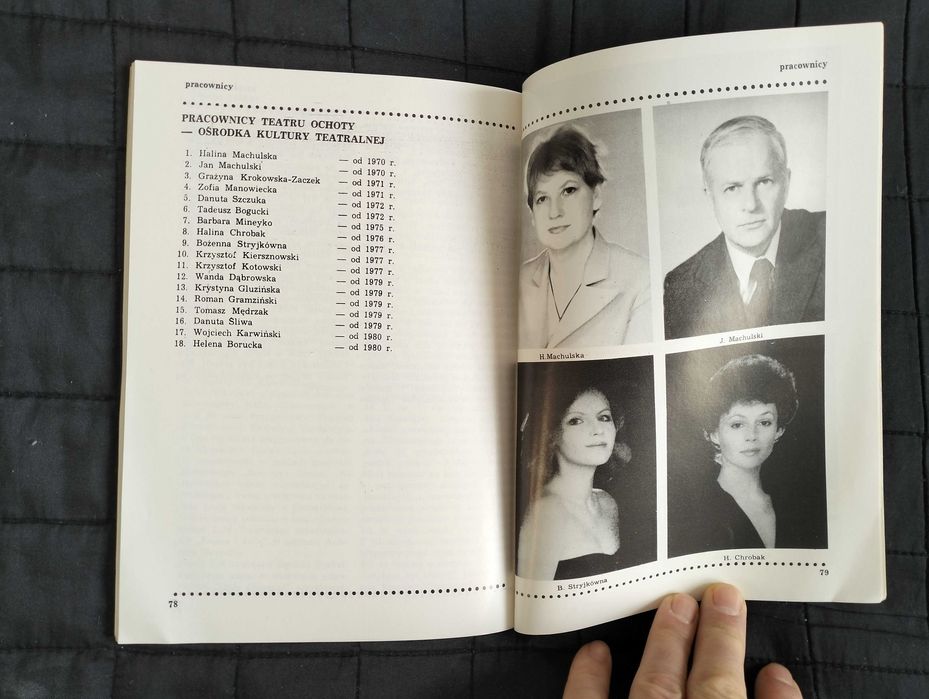 pracownicy
PRACOWNICY TEATRU OCHOTY
— OŚRODKA KULTURY TEATRALNEJ
1. Halina Machulska — od 1970 r.
2. Jan Machulski — od 1970 r.
3. Grażyna Krokowska-Zaczek — od 1971 r.
4. Zofia Manowiecka — od 1971 r.
5. Danuta Szczuka — od 1972 r.
6. Tadeusz Bogucki — od 1972 r.
7. Barbara Mineyko — od 1975 r.
8. Halina Chrobak — od 1976 r.
9. Bożenna Stryjkówna — od 1977 r.
10. Krzysztof Kiersznowski — od 1977 r.
11. Krzysztof Kotowski — od 1977 r.
12. Wanda Dąbrowska — od 1979 r.
13. Krystyna Gluzińska — od 1979 r.
14. Roman Gramziński — od 1979 r.
15. Tomasz Mędrzak — od 1979 r.
16. Danuta Śliwa — od 1979 r.
17. Wojciech Karwiński — od 1980 r.
18. Helena Borucka — od 1980 r.
78
pracownicy
H. Machulska
J. Machulski
B. Stryjkówna
H. Chrobak
79